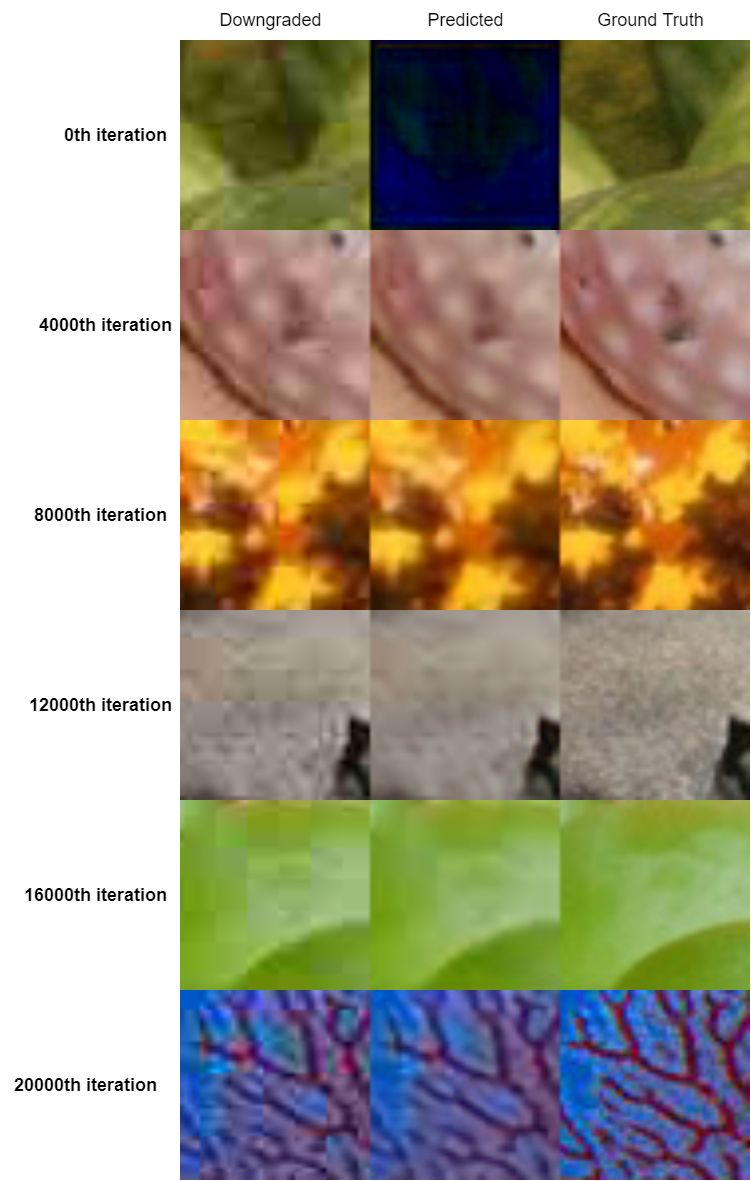 Downgraded Predicted Ground Truth
0th iteration
4000th iteration
8000th iteration
12000th iteration
16000th iteration
20000th iteration